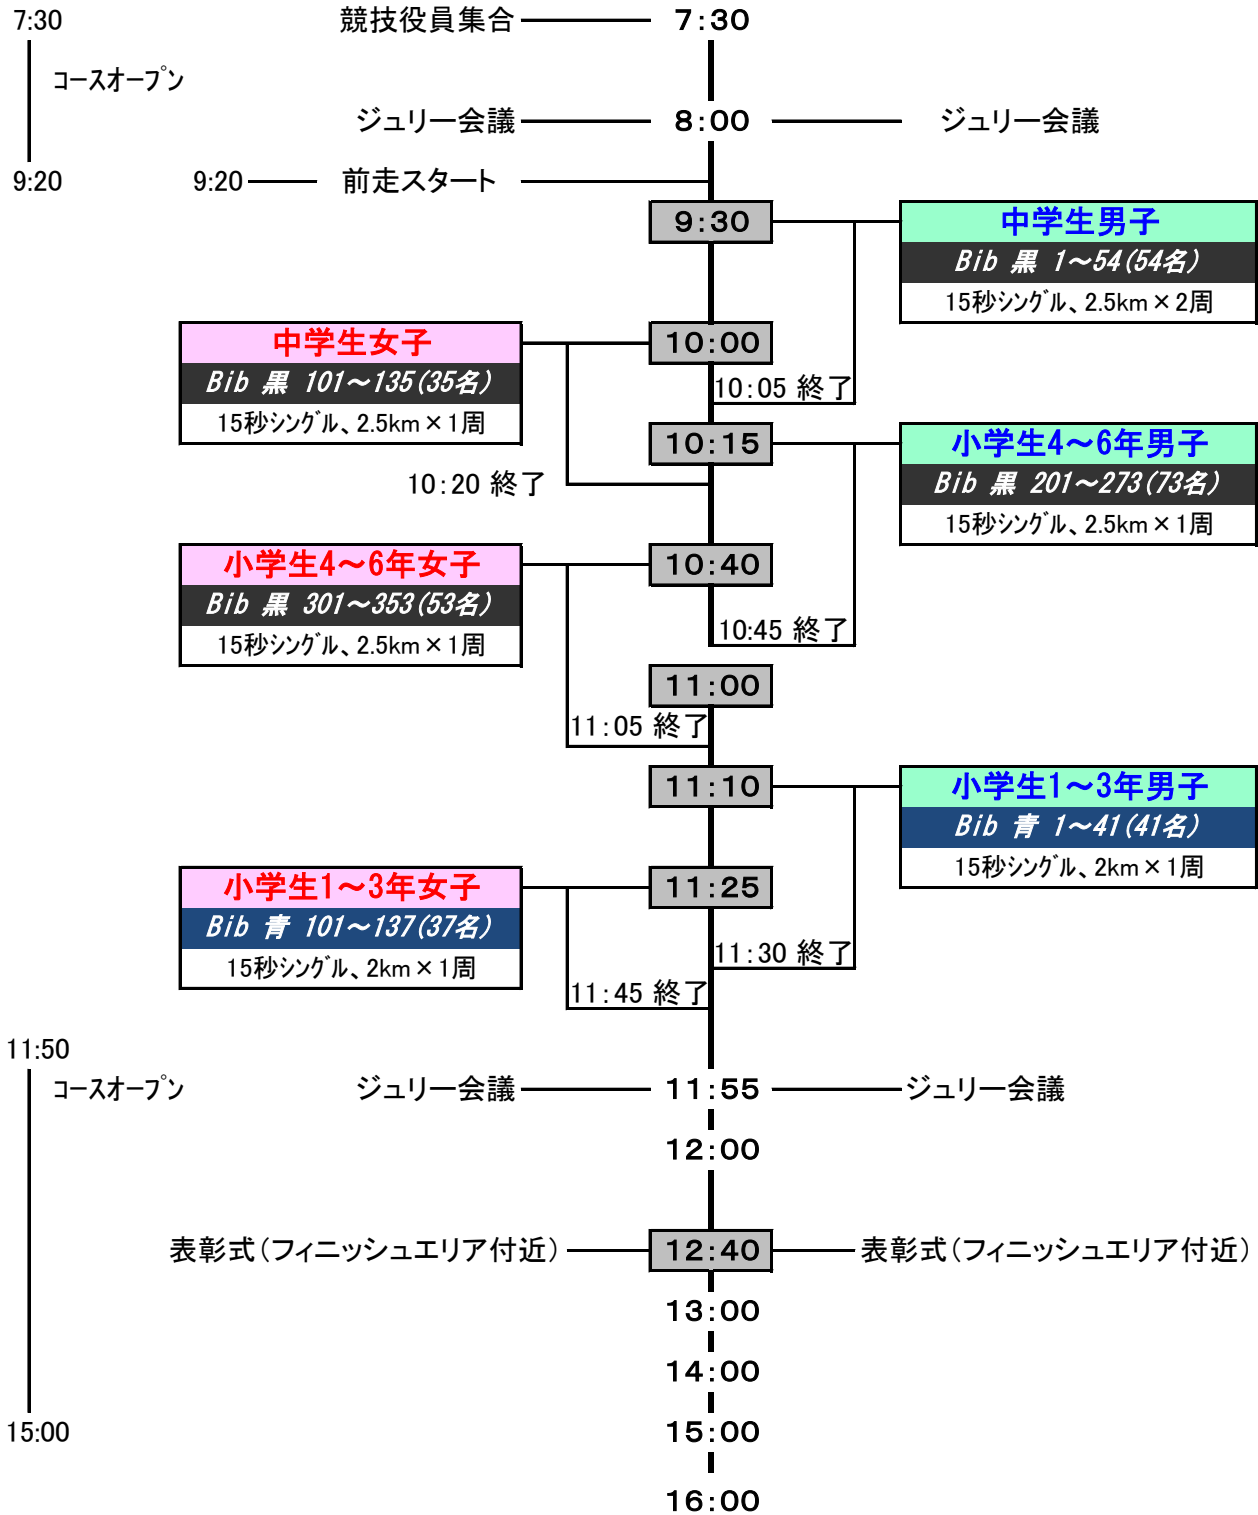 7:30 競技役員集合 7:30
コースオープン
ジュリー会議 8:00 ジュリー会議
9:20 9:20 前走スタート
9:30 中学生男子
Bib 黒 1～54(54名)
15秒シングル、2.5km×2周
中学生女子 10:00
Bib 黒 101～135(35名) 10:05 終了
15秒シングル、2.5km×1周
10:15 小学生4～6年男子
10:20 終了 Bib 黒 201～273(73名)
15秒シングル、2.5km×1周
小学生4～6年女子 10:40
Bib 黒 301～353(53名)
15秒シングル、2.5km×1周 10:45 終了
11:00
11:05 終了
11:10 小学生1～3年男子
Bib 青 1～41(41名)
15秒シングル、2km×1周
小学生1～3年女子 11:25
Bib 青 101～137(37名)
15秒シングル、2km×1周 11:30 終了
11:45 終了
11:50
コースオープン ジュリー会議 11:55 ジュリー会議
12:00
表彰式(フィニッシュエリア付近) 12:40 表彰式(フィニッシュエリア付近)
13:00
14:00
15:00 15:00
16:00